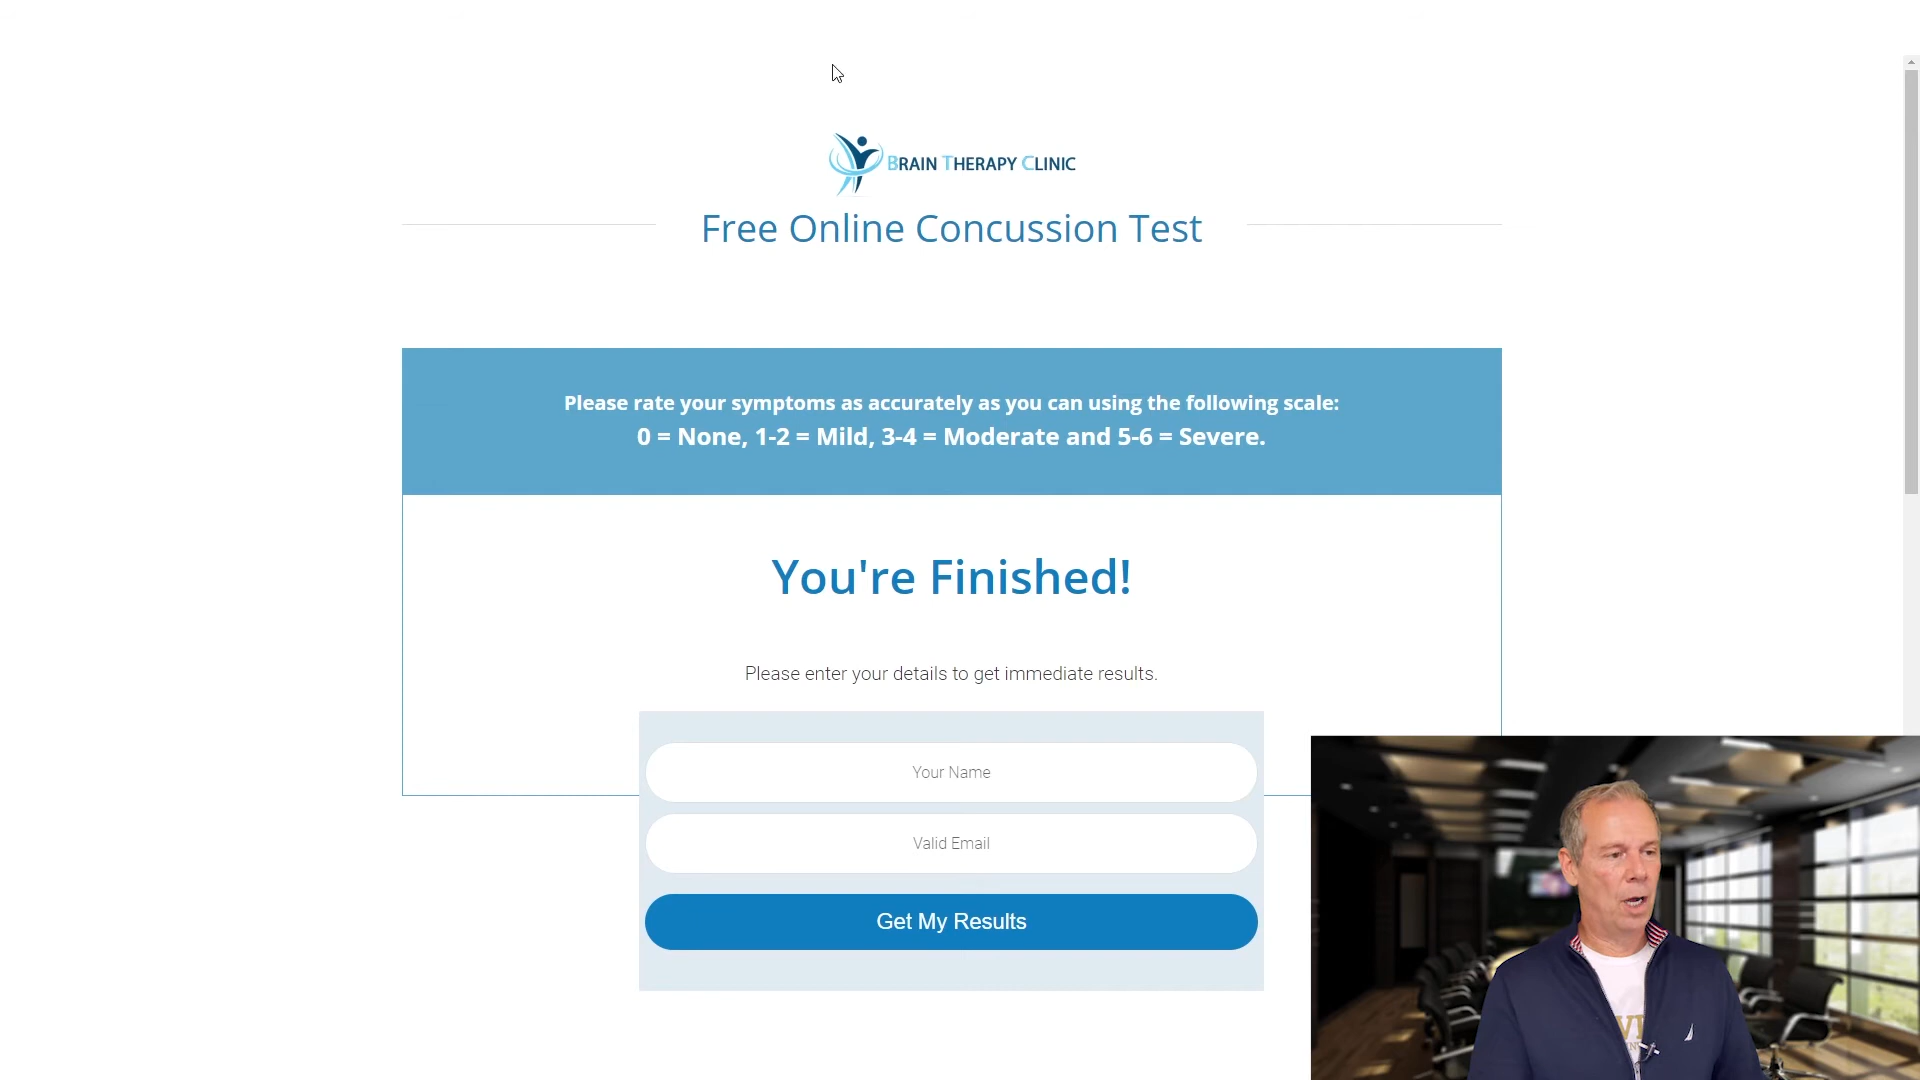 BRAIN THERAPY CLINIC
Free Online Concussion Test
Please rate your symptoms as accurately as you can using the following scale:
0 = None, 1-2 = Mild, 3-4 = Moderate and 5-6 = Severe.
You're Finished!
Please enter your details to get immediate results.
Your Name
Valid Email
Get My Results